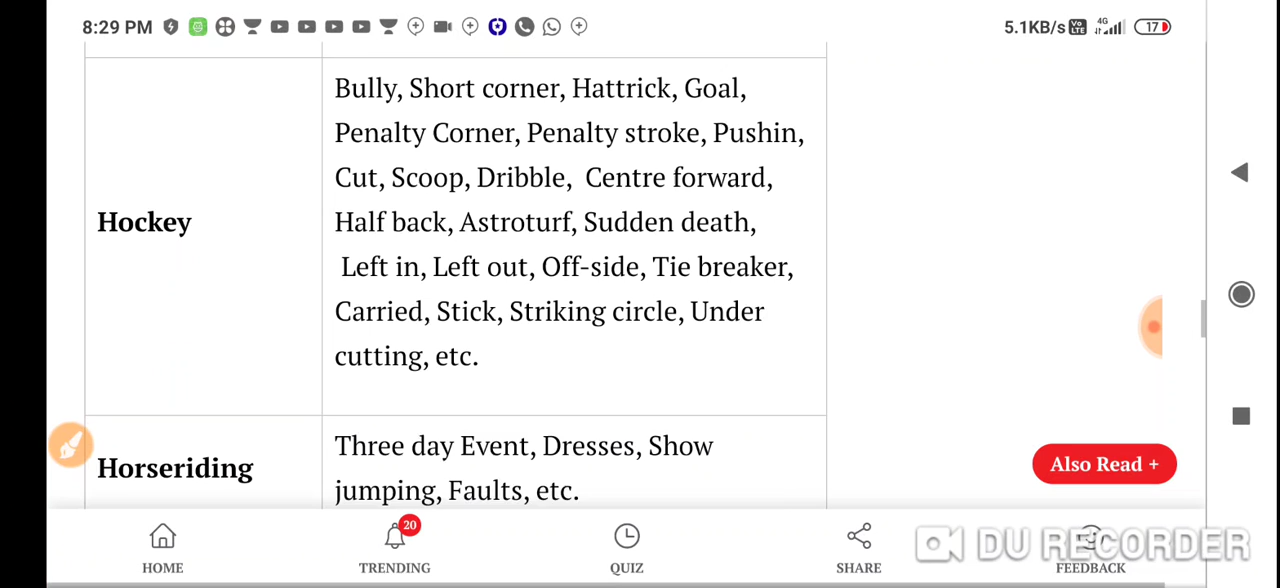 8:29 PM
5.1KB/s Vo LTE 4G 17
Bully, Short corner, Hattrick, Goal,
Penalty Corner, Penalty stroke, Pushin,
Cut, Scoop, Dribble, Centre forward,
Hockey
Half back, Astroturf, Sudden death,
Left in, Left out, Off-side, Tie breaker,
Carried, Stick, Striking circle, Under
cutting, etc.
Three day Event, Dresses, Show
Horseriding
jumping, Faults, etc.
Also Read +
20
HOME
TRENDING
QUIZ
SHARE
FEEDBACK
DU RECORDER